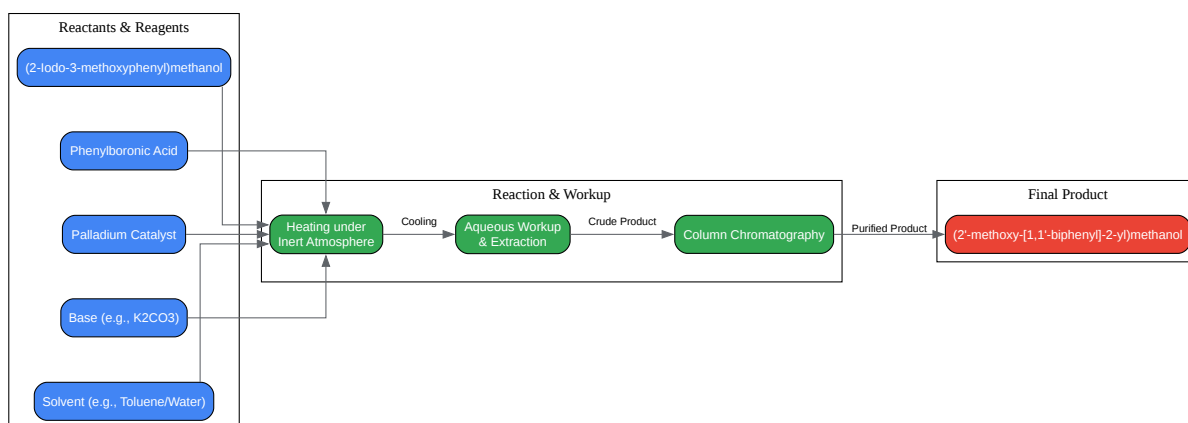 Reactants & Reagents
(2-Iodo-3-methoxyphenyl)methanol
Phenylboronic Acid
Palladium Catalyst
Base (e.g., K2CO3)
Solvent (e.g., Toluene/Water)
Reaction & Workup
Heating under
Inert Atmosphere
Cooling
Aqueous Workup
& Extraction
Crude Product
Column Chromatography
Purified Product
Final Product
(2'-methoxy-[1,1'-biphenyl]-2-yl)methanol